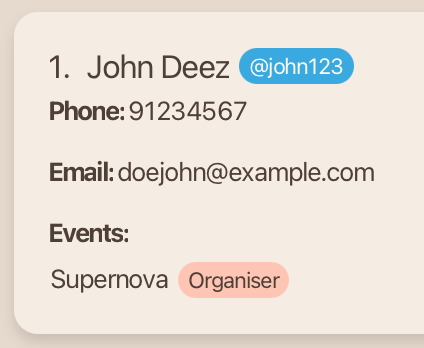 1. John Deez @john123
Phone: 91234567
Email: doejohn@example.com
Events:
Supernova Organiser